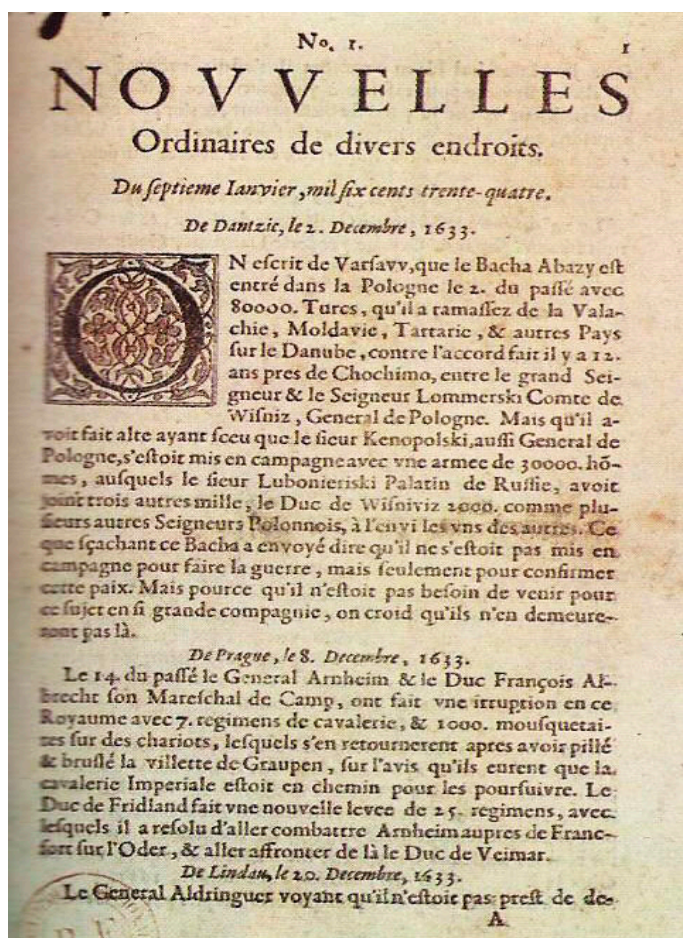 No. 1. 1
NOVVELLES
Ordinaires de divers endroits.
Du ſeptieme Ianvier, mil ſix cents trente-quatre.
De Dantzic, le 2. Decembre, 1633.
ON eſcrit de Varſavv, que le Bacha Abazy eſt
entré dans la Pologne le 2. du paſſé avec
80000. Turcs, qu'il a ramaſſez de la Vala-
chie, Moldavie, Tartarie, & autres Pays
ſur le Danube, contre l'accord fait il y a 12.
ans pres de Chochimo, entre le grand Sei-
gneur & le Seigneur Lommerski Comte de
Wiſniz, General de Pologne. Mais qu'il a-
voit fait alte ayant ſceu que le ſieur Kenopolski, auſſi General de
Pologne, s'eſtoit mis en campagne avec vne armee de 30000. hõ-
mes, auſquels le ſieur Lubonieriski Palatin de Ruſſie, avoit
joint trois autres mille, le Duc de Wiſniviz 2000. comme plu-
ſieurs autres Seigneurs Polonnois, à l'envi les vns des autres. Ce
que ſçachant ce Bacha a envoyé dire qu'il ne s'eſtoit pas mis en
campagne pour faire la guerre, mais ſeulement pour confirmer
cette paix. Mais pource qu'il n'eſtoit pas beſoin de venir pour
ce ſujet en ſi grande compagnie, on croid qu'ils n'en demeure-
ront pas là.
De Prague, le 8. Decembre, 1633.
Le 14. du paſſé le General Arnheim & le Duc François Al-
brecht ſon Mareſchal de Camp, ont fait vne irruption en ce
Royaume avec 7. regimens de cavalerie, & 1000. mouſquetai-
res ſur des chariots, leſquels s'en retournerent apres avoir pillé
& bruſlé la villette de Graupen, ſur l'avis qu'ils eurent que la
cavalerie Imperiale eſtoit en chemin pour les pourſuivre. Le
Duc de Fridland fait vne nouvelle levee de 25. regimens, avec
leſquels il a reſolu d'aller combattre Arnheim aupres de Franc-
fort ſur l'Oder, & aller affronter de là le Duc de Veimar.
De Lindau, le 20. Decembre, 1633.
Le General Aldringuer voyant qu'il n'eſtoit pas preſt de de-
A